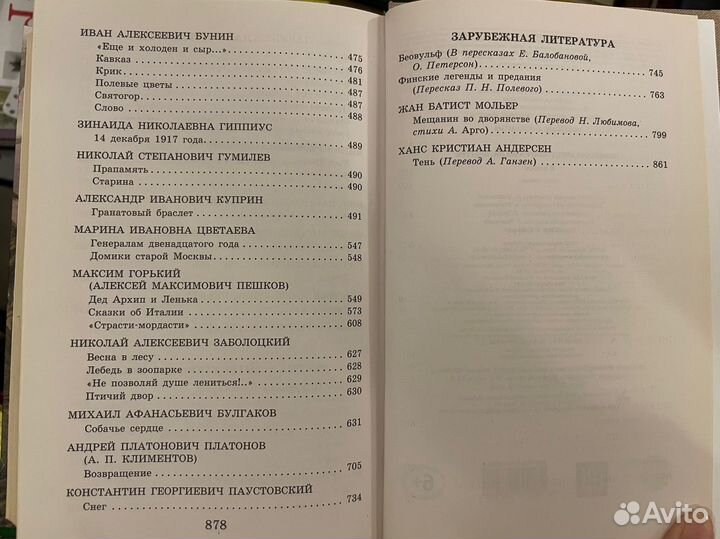 ИВАН АЛЕКСЕЕВИЧ БУНИН
«Еще и холоден и сыр...» 475
Кавказ 476
Крик 481
Полевые цветы 487
Святогор 487
Слово 488
ЗИНАИДА НИКОЛАЕВНА ГИППИУС
14 декабря 1917 года 489
НИКОЛАЙ СТЕПАНОВИЧ ГУМИЛЕВ
Прапамять 490
Старина 490
АЛЕКСАНДР ИВАНОВИЧ КУПРИН
Гранатовый браслет 491
МАРИНА ИВАНОВНА ЦВЕТАЕВА
Генералам двенадцатого года 547
Домики старой Москвы 548
МАКСИМ ГОРЬКИЙ
(АЛЕКСЕЙ МАКСИМОВИЧ ПЕШКОВ)
Дед Архип и Ленька 549
Сказки об Италии 573
«Страсти-мордасти» 608
НИКОЛАЙ АЛЕКСЕЕВИЧ ЗАБОЛОЦКИЙ
Весна в лесу 627
Лебедь в зоопарке 628
«Не позволяй душе лениться!..» 629
Птичий двор 630
МИХАИЛ АФАНАСЬЕВИЧ БУЛГАКОВ
Собачье сердце 631
АНДРЕЙ ПЛАТОНОВИЧ ПЛАТОНОВ
(А. П. КЛИМЕНТОВ)
Возвращение 705
КОНСТАНТИН ГЕОРГИЕВИЧ ПАУСТОВСКИЙ
Снег 734
878
ЗАРУБЕЖНАЯ ЛИТЕРАТУРА
Беовульф (В пересказах Е. Балобановой,
О. Петерсон) 745
Финские легенды и предания
(Пересказ П. Н. Полевого) 763
ЖАН БАТИСТ МОЛЬЕР
Мещанин во дворянстве (Перевод Н. Любимова,
стихи А. Арго) 799
ХАНС КРИСТИАН АНДЕРСЕН
Тень (Перевод А. Ганзен) 861
Avito